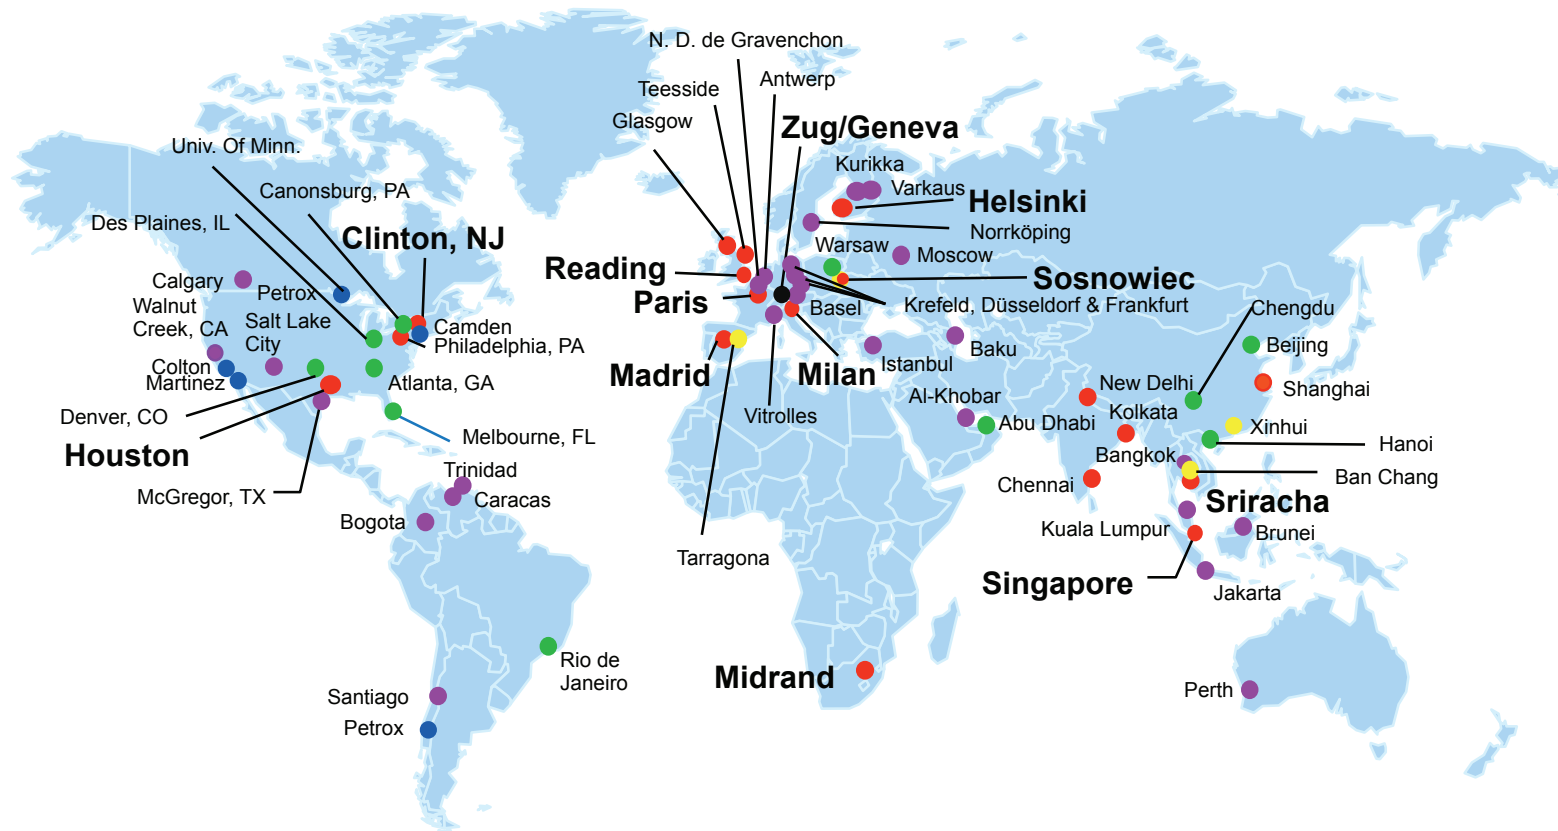 N. D. de Gravenchon
Teesside
Antwerp
Glasgow
Zug/Geneva
Univ. Of Minn.
Canonsburg, PA
Des Plaines, IL
Clinton, NJ
Kurikka
Varkaus
Helsinki
Norrköping
Warsaw
Moscow
Reading
Sosnowiec
Paris
Basel
Krefeld, Düsseldorf & Frankfurt
Calgary
Petrox
Walnut
Creek, CA
Salt Lake
City
Camden
Philadelphia, PA
Colton
Martinez
Atlanta, GA
Denver, CO
Melbourne, FL
Houston
McGregor, TX
Madrid
Milan
Istanbul
Baku
Vitrolles
Al-Khobar
Abu Dhabi
Tarragona
Chengdu
Beijing
New Delhi
Shanghai
Kolkata
Xinhui
Bangkok
Hanoi
Chennai
Ban Chang
Sriracha
Kuala Lumpur
Brunei
Singapore
Jakarta
Trinidad
Caracas
Bogota
Rio de
Janeiro
Santiago
Petrox
Midrand
Perth